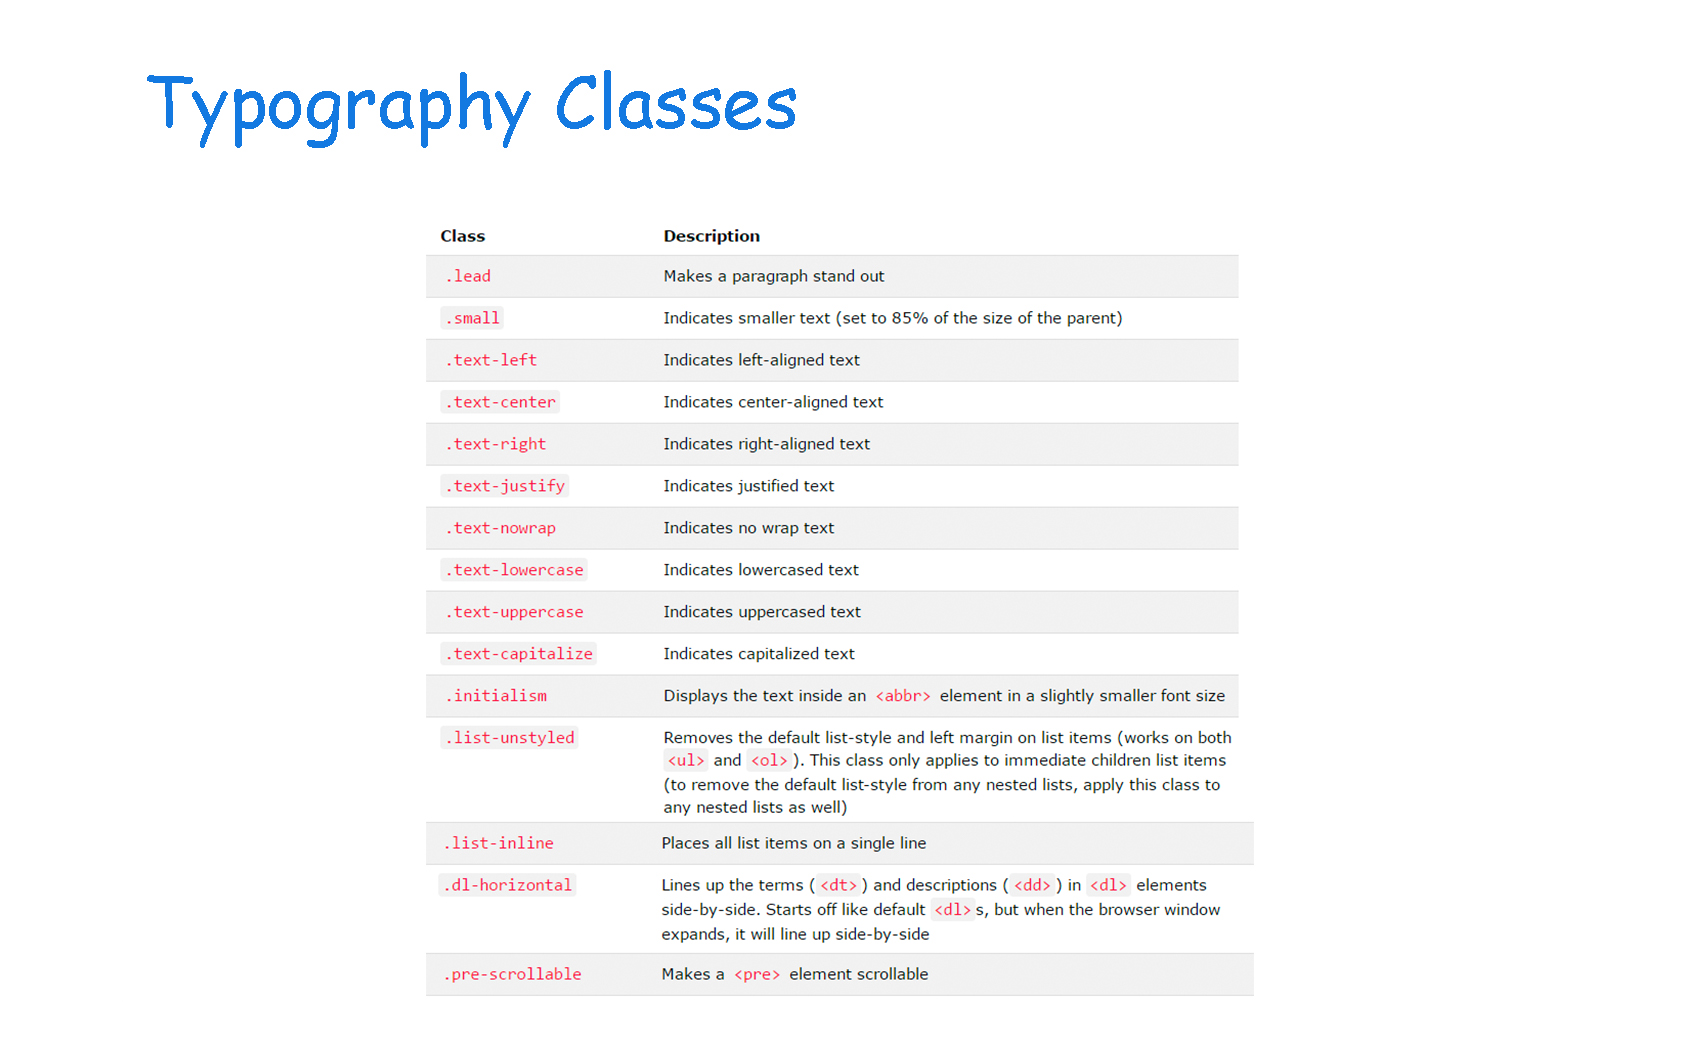 Typography Classes
Class Description
.lead Makes a paragraph stand out
.small Indicates smaller text (set to 85% of the size of the parent)
.text-left Indicates left-aligned text
.text-center Indicates center-aligned text
.text-right Indicates right-aligned text
.text-justify Indicates justified text
.text-nowrap Indicates no wrap text
.text-lowercase Indicates lowercased text
.text-uppercase Indicates uppercased text
.text-capitalize Indicates capitalized text
.initialism Displays the text inside an <abbr> element in a slightly smaller font size
.list-unstyled Removes the default list-style and left margin on list items (works on both
<ul> and <ol>). This class only applies to immediate children list items
(to remove the default list-style from any nested lists, apply this class to
any nested lists as well)
.list-inline Places all list items on a single line
.dl-horizontal Lines up the terms (<dt>) and descriptions (<dd>) in <dl> elements
side-by-side. Starts off like default <dl>s, but when the browser window
expands, it will line up side-by-side
.pre-scrollable Makes a <pre> element scrollable